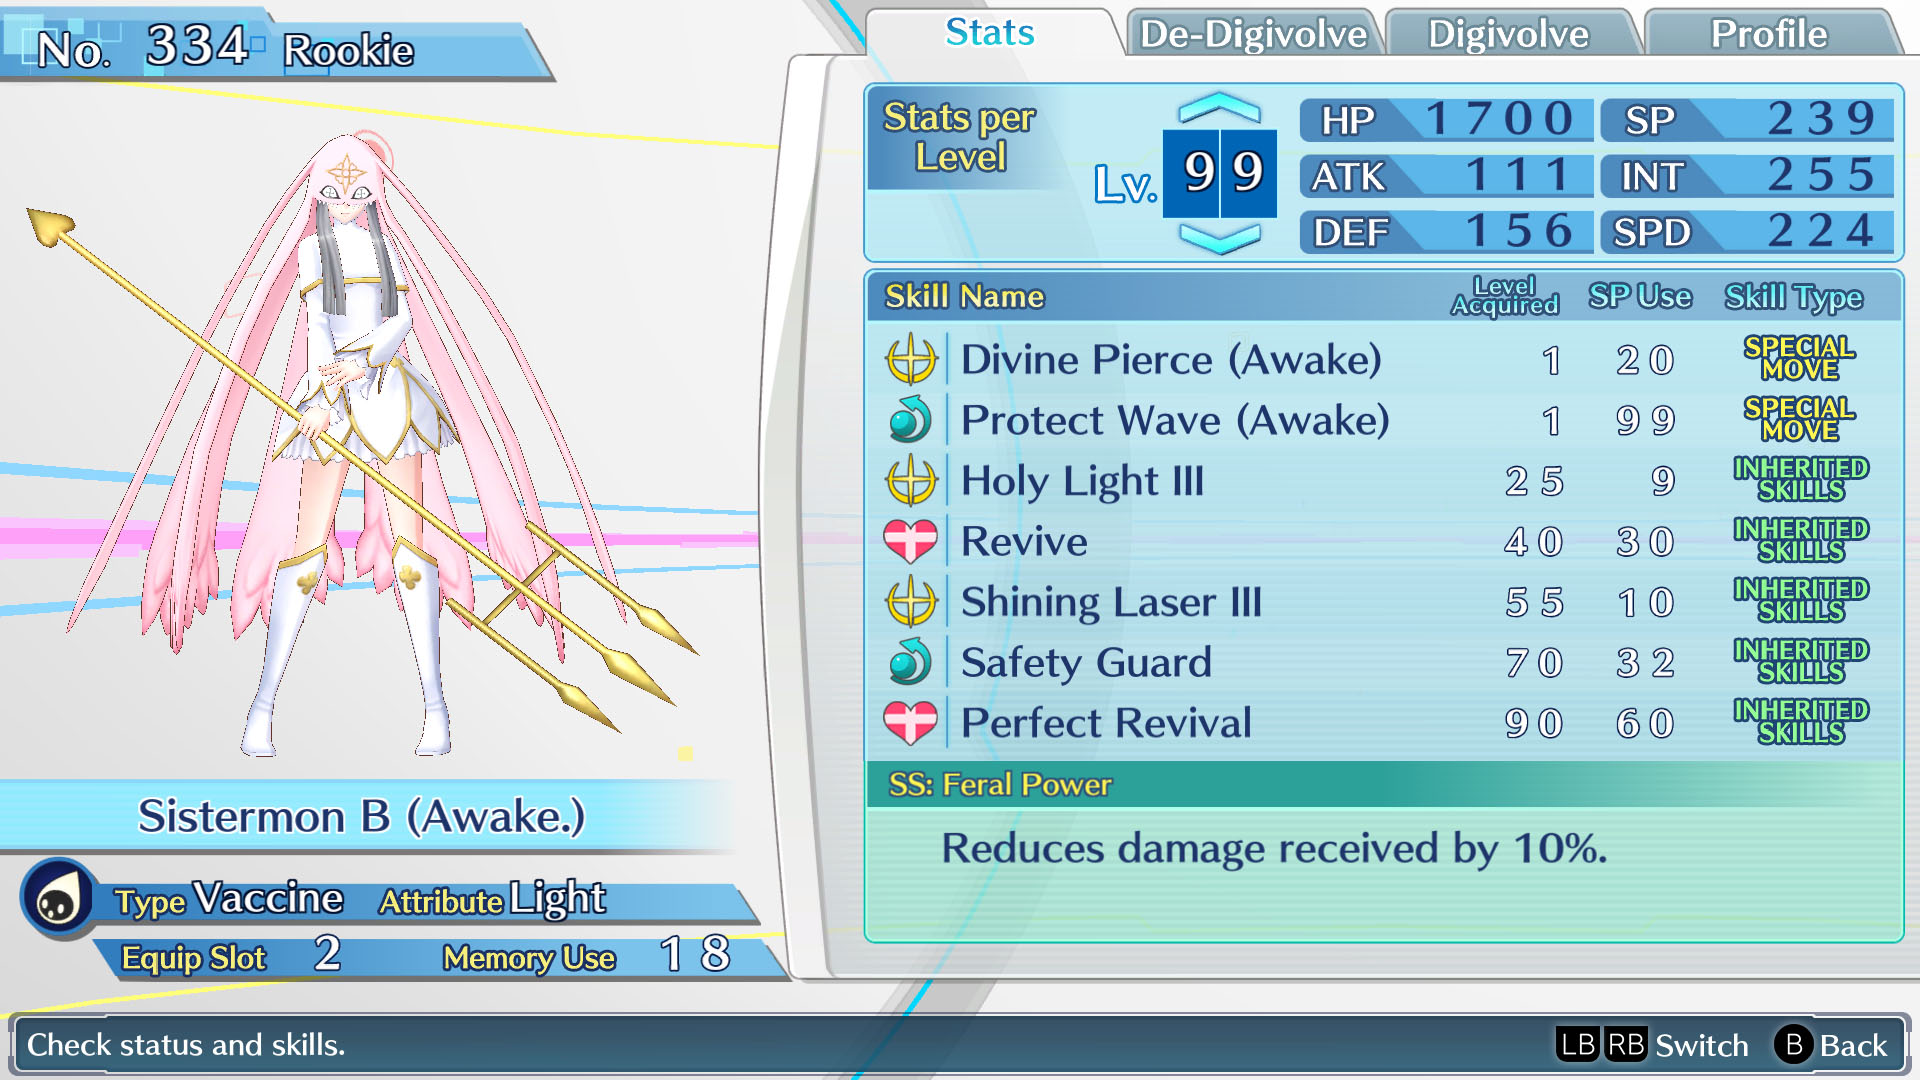 No. 334 Rookie
Stats De-Digivolve Digivolve Profile
Stats per
Level
Lv. 99
HP 1700 SP 239
ATK 111 INT 255
DEF 156 SPD 224
Skill Name Level Acquired SP Use Skill Type
Divine Pierce (Awake) 1 20 SPECIAL MOVE
Protect Wave (Awake) 1 99 SPECIAL MOVE
Holy Light III 25 9 INHERITED SKILLS
Revive 40 30 INHERITED SKILLS
Shining Laser III 55 10 INHERITED SKILLS
Safety Guard 70 32 INHERITED SKILLS
Perfect Revival 90 60 INHERITED SKILLS
SS: Feral Power
Reduces damage received by 10%.
Sistermon B (Awake.)
Type Vaccine Attribute Light
Equip Slot 2 Memory Use 18
Check status and skills.
LB RB Switch B Back